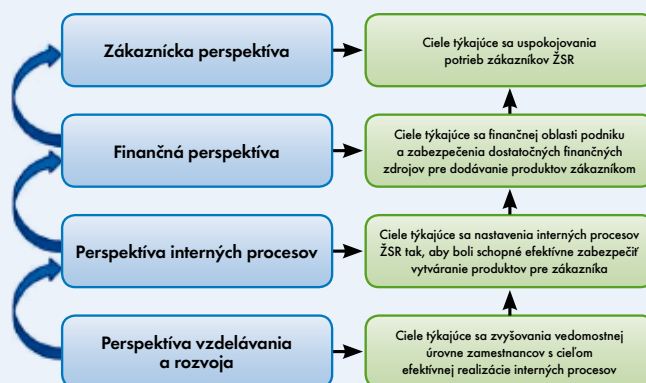 Zákaznícka perspektíva
Ciele týkajúce sa uspokojovania
potrieb zákazníkov ŽSR
Finančná perspektíva
Ciele týkajúce sa finančnej oblasti podniku
a zabezpečenia dostatočných finančných
zdrojov pre dodávanie produktov zákazníkom
Perspektíva interných procesov
Ciele týkajúce sa nastavenia interných procesov
ŽSR tak, aby boli schopné efektívne zabezpečiť
vytváranie produktov pre zákazníka
Perspektíva vzdelávania
a rozvoja
Ciele týkajúce sa zvyšovania vedomostnej
úrovne zamestnancov s cieľom
efektívnej realizácie interných procesov